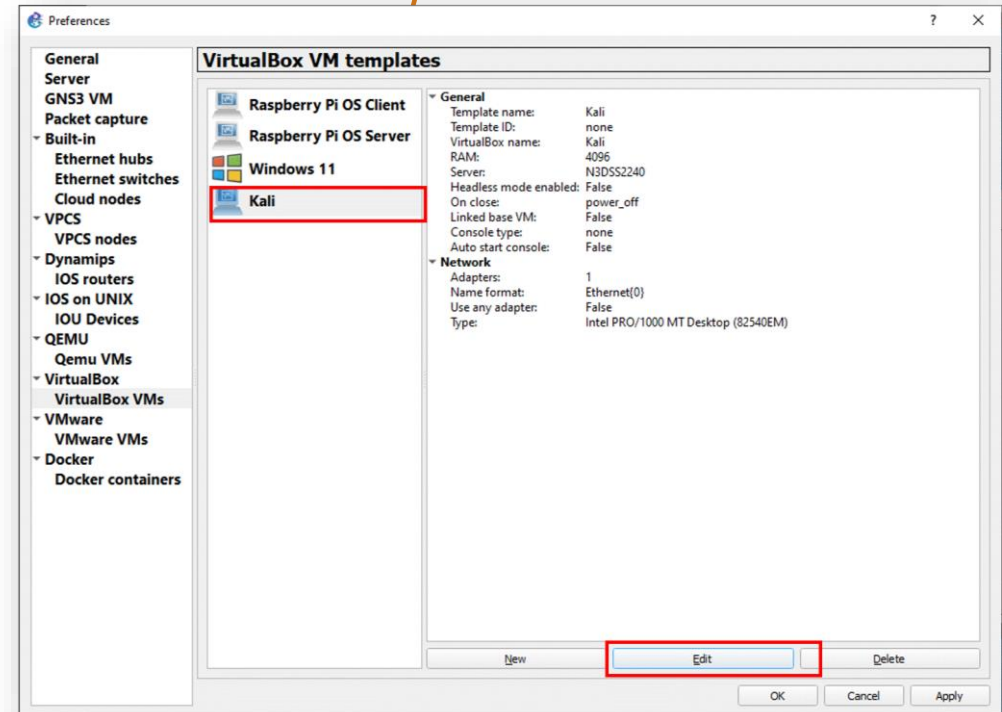 Preferences
? ×
General
Server
GNS3 VM
Packet capture
Built-in
Ethernet hubs
Ethernet switches
Cloud nodes
VPCS
VPCS nodes
Dynamips
IOS routers
IOS on UNIX
IOU Devices
QEMU
Qemu VMs
VirtualBox
VirtualBox VMs
VMware
VMware VMs
Docker
Docker containers
VirtualBox VM templates
Raspberry Pi OS Client
Raspberry Pi OS Server
Windows 11
Kali
General
Template name: Kali
Template ID: none
VirtualBox name: Kali
RAM: 4096
Server: N3DSS2240
Headless mode enabled: False
On close: power_off
Linked base VM: False
Console type: none
Auto start console: False
Network
Adapters: 1
Name format: Ethernet{0}
Use any adapter: False
Type: Intel PRO/1000 MT Desktop (82540EM)
New Edit Delete
OK Cancel Apply